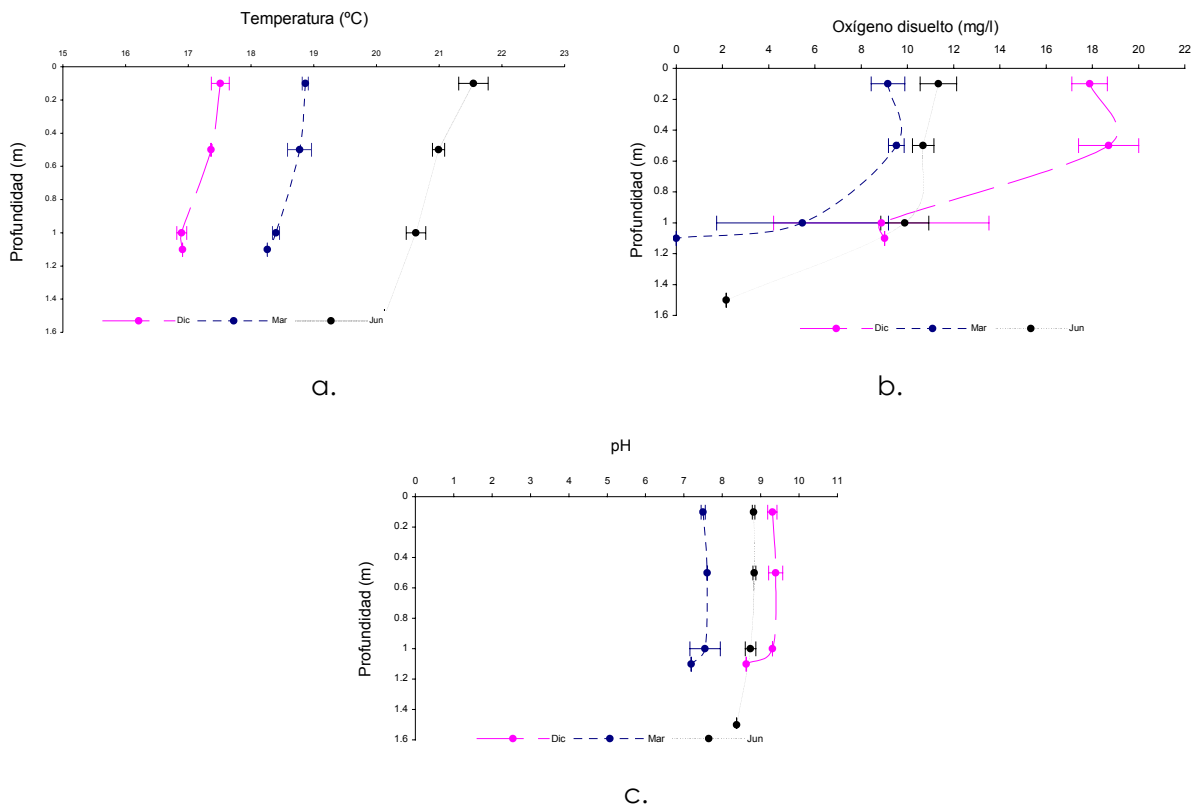 Temperatura (ºC)
15 16 17 18 19 20 21 22 23
0
0.2
0.4
0.6
0.8
1
1.2
1.4
1.6
Profundidad (m)
Dic Mar Jun
a.
Oxígeno disuelto (mg/l)
0 2 4 6 8 10 12 14 16 18 20 22
0
0.2
0.4
0.6
0.8
1
1.2
1.4
1.6
Profundidad (m)
Dic Mar Jun
b.
pH
0 1 2 3 4 5 6 7 8 9 10 11
0
0.2
0.4
0.6
0.8
1
1.2
1.4
1.6
Profundidad (m)
Dic Mar Jun
c.